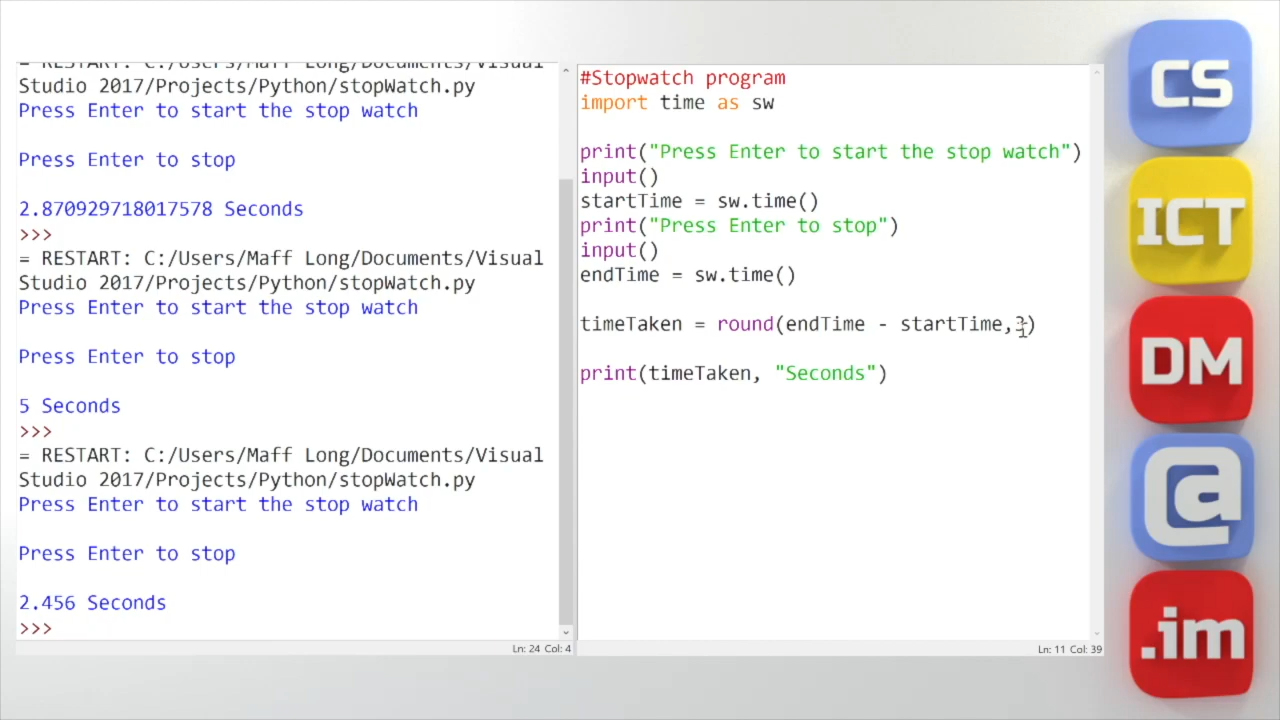 = RESTART: C:/Users/Maff Long/Documents/Visual
Studio 2017/Projects/Python/stopWatch.py
Press Enter to start the stop watch
Press Enter to stop
2.870929718017578 Seconds
>>>
= RESTART: C:/Users/Maff Long/Documents/Visual
Studio 2017/Projects/Python/stopWatch.py
Press Enter to start the stop watch
Press Enter to stop
5 Seconds
>>>
= RESTART: C:/Users/Maff Long/Documents/Visual
Studio 2017/Projects/Python/stopWatch.py
Press Enter to start the stop watch
Press Enter to stop
2.456 Seconds
>>>
Ln: 24 Col: 4
#Stopwatch program
import time as sw
print("Press Enter to start the stop watch")
input()
startTime = sw.time()
print("Press Enter to stop")
input()
endTime = sw.time()
timeTaken = round(endTime - startTime,3)
print(timeTaken, "Seconds")
Ln: 11 Col: 39
CS
ICT
DM
@
.im